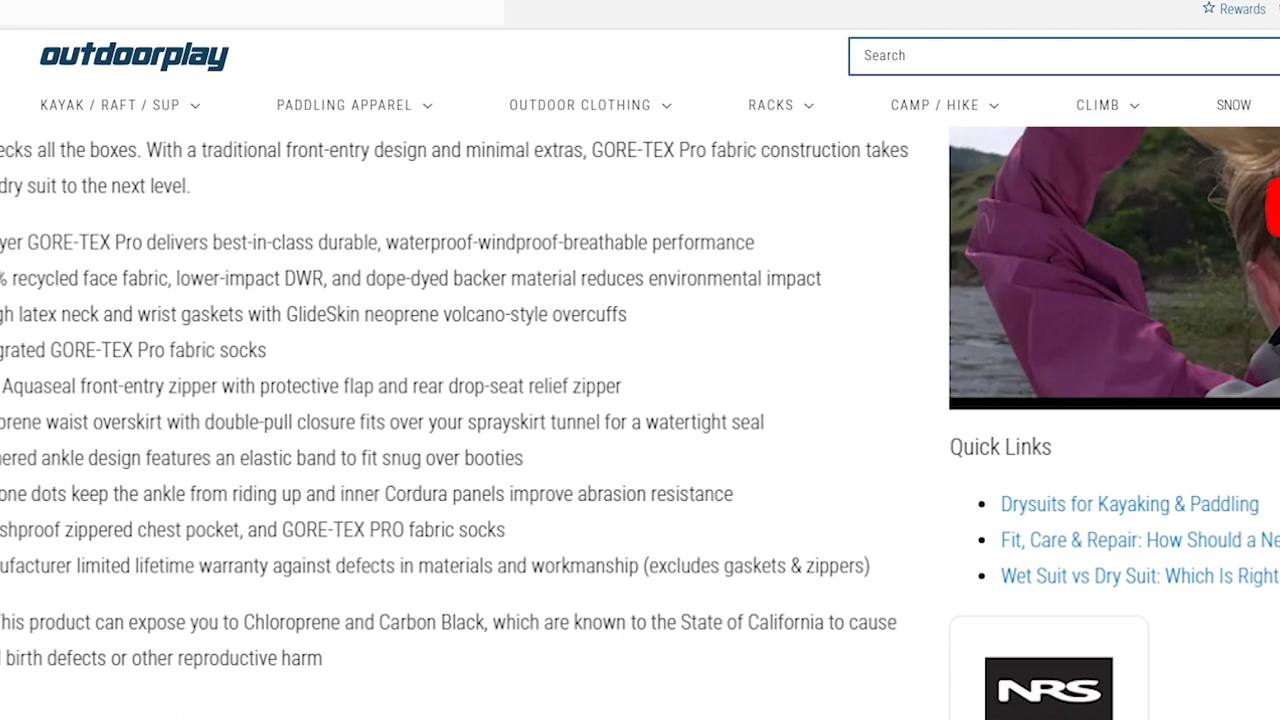 Rewards
outdoorplay
Search
KAYAK / RAFT / SUP
PADDLING APPAREL
OUTDOOR CLOTHING
RACKS
CAMP / HIKE
CLIMB
SNOW
ecks all the boxes. With a traditional front-entry design and minimal extras, GORE-TEX Pro fabric construction takes
dry suit to the next level.
yer GORE-TEX Pro delivers best-in-class durable, waterproof-windproof-breathable performance
% recycled face fabric, lower-impact DWR, and dope-dyed backer material reduces environmental impact
gh latex neck and wrist gaskets with GlideSkin neoprene volcano-style overcuffs
grated GORE-TEX Pro fabric socks
Aquaseal front-entry zipper with protective flap and rear drop-seat relief zipper
prene waist overskirt with double-pull closure fits over your sprayskirt tunnel for a watertight seal
ered ankle design features an elastic band to fit snug over booties
one dots keep the ankle from riding up and inner Cordura panels improve abrasion resistance
shproof zippered chest pocket, and GORE-TEX PRO fabric socks
ufacturer limited lifetime warranty against defects in materials and workmanship (excludes gaskets & zippers)
This product can expose you to Chloroprene and Carbon Black, which are known to the State of California to cause
birth defects or other reproductive harm
Quick Links
Drysuits for Kayaking & Paddling
Fit, Care & Repair: How Should a Ne
Wet Suit vs Dry Suit: Which Is Right
NRS